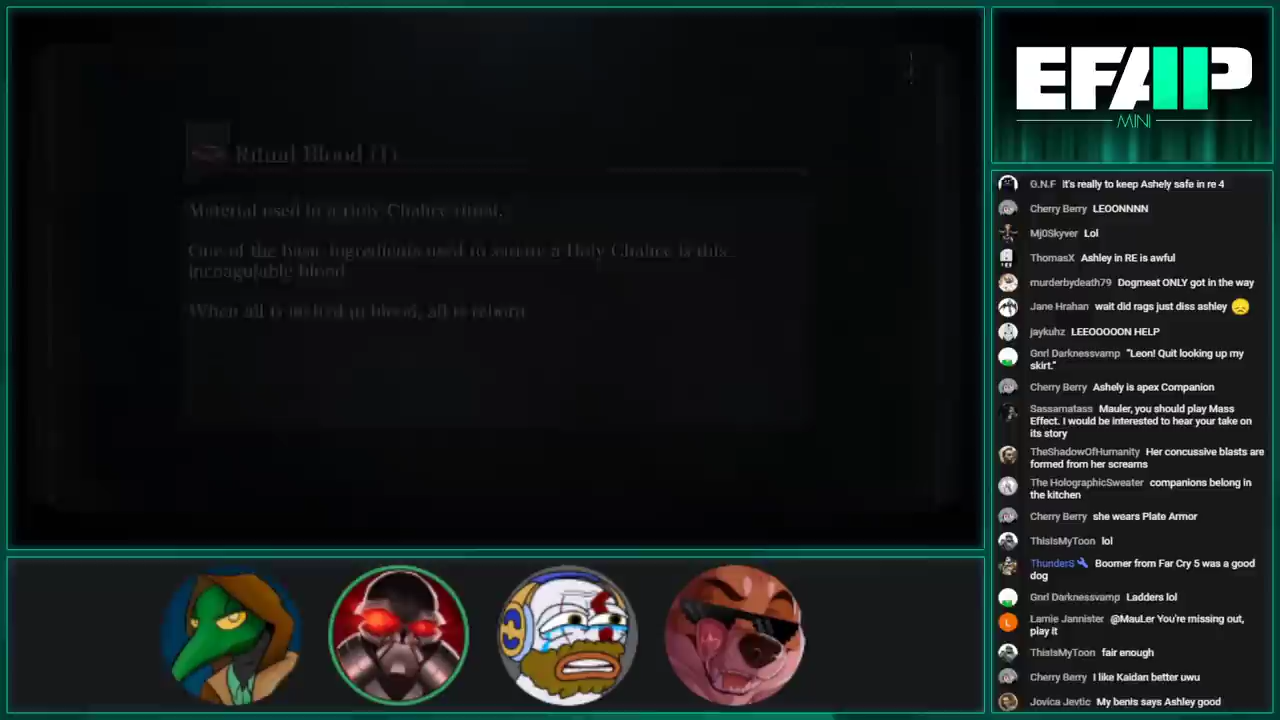 Ritual Blood (1)
Material used in a Holy Chalice ritual.
One of the basic ingredients used to a Holy Chalice is this
incoagulable blood
When all is melted in blood, all is reborn
EFAP
MINI
G.N.F It's really to keep Ashely safe in re 4
Cherry Berry LEOONNNN
Mj0Skyver Lol
ThomasX Ashley in RE is awful
murderbydeath79 Dogmeat ONLY got in the way
Jane Hrahan wait did rags just diss ashley 😞
jaykuhz LEEOOOOON HELP
Gnrl Darknessvamp "Leon! Quit looking up my
skirt."
Cherry Berry Ashely is apex Companion
Sassamatass Mauler, you should play Mass
Effect. I would be interested to hear your take on
its story
TheShadowOfHumanity Her concussive blasts are
formed from her screams
The HolographicSweater companions belong in
the kitchen
Cherry Berry she wears Plate Armor
ThisIsMyToon lol
ThunderS Boomer from Far Cry 5 was a good
dog
Gnrl Darknessvamp Ladders lol
L Lamie Jannister @MauLer You're missing out,
play it
ThisIsMyToon fair enough
Cherry Berry I like Kaidan better uwu
Jovica Jevtic My benis says Ashley good